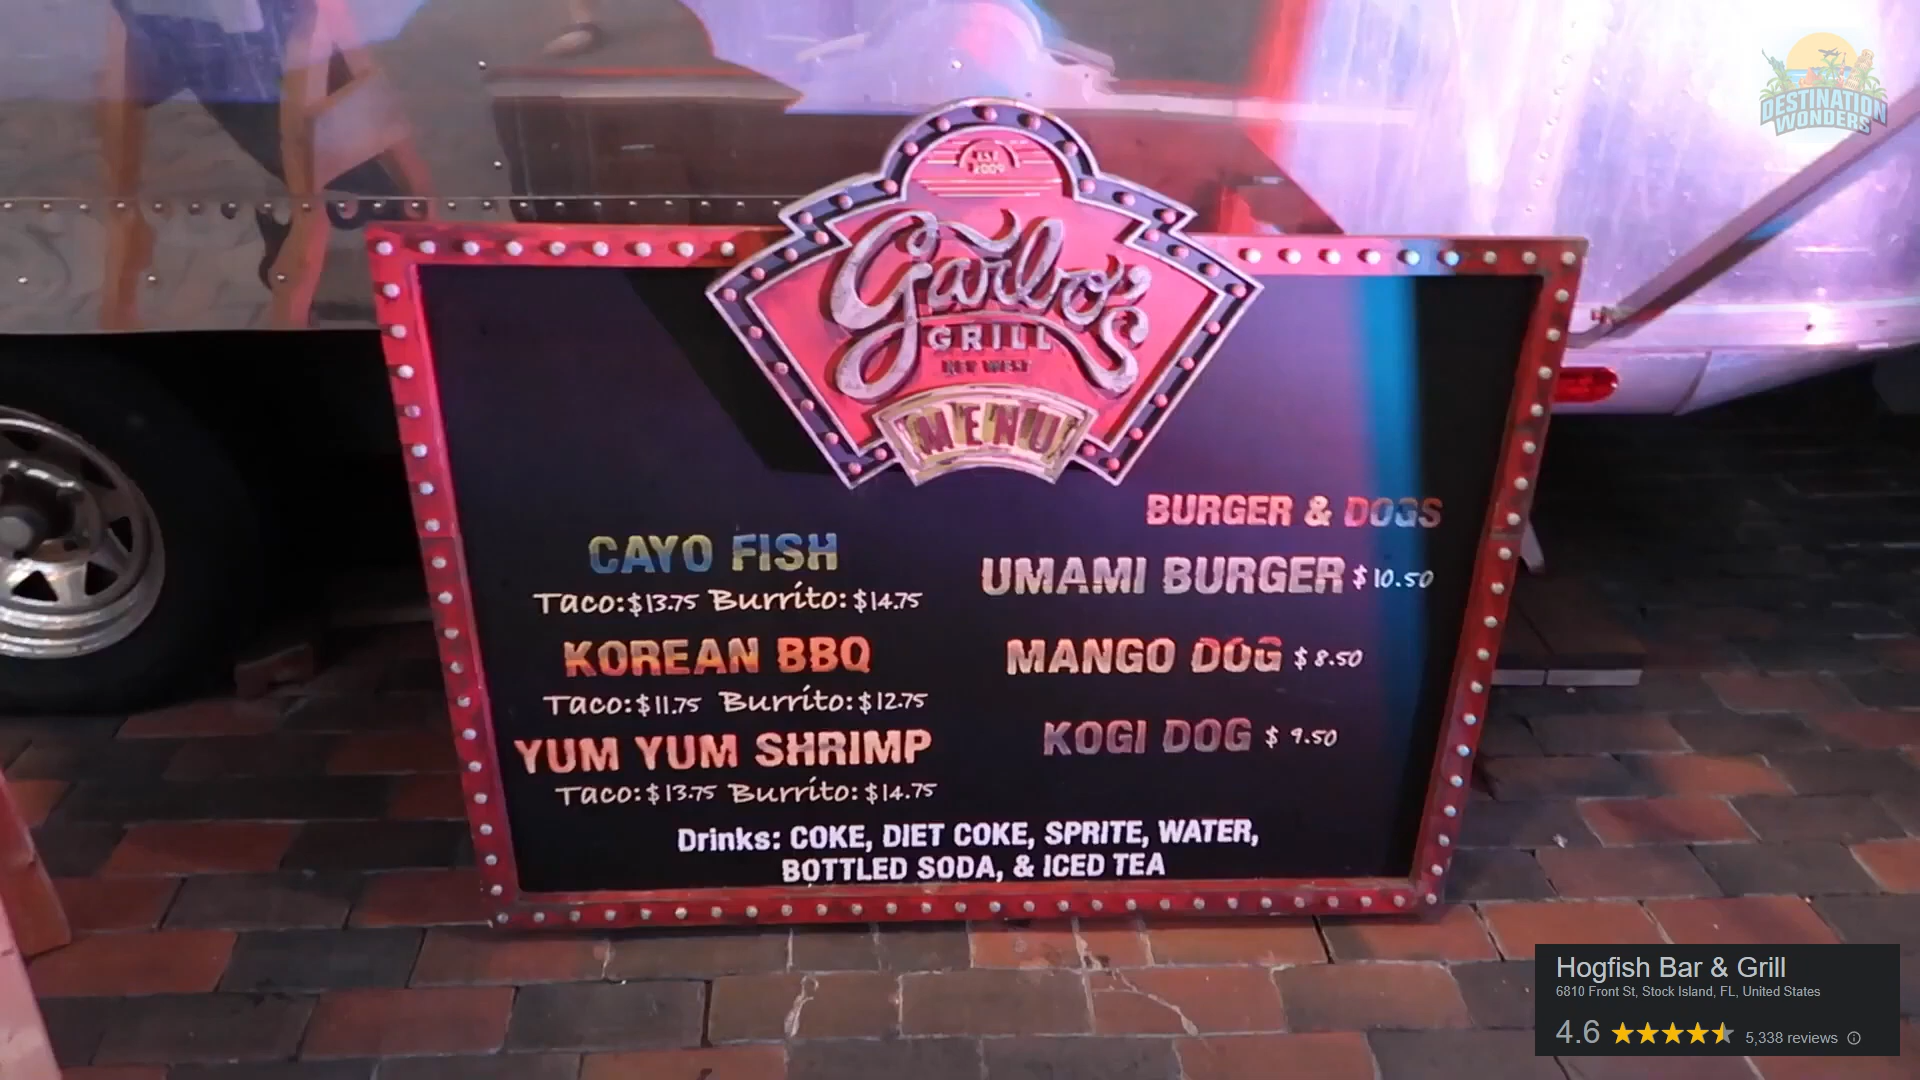 DESTINATION
WONDERS
EST
2009
Garbo's
GRILL
KEY WEST
MENU
CAYO FISH
Taco: $13.75 Burrito: $14.75
KOREAN BBQ
Taco: $11.75 Burrito: $12.75
YUM YUM SHRIMP
Taco: $13.75 Burrito: $14.75
BURGER & DOGS
UMAMI BURGER $10.50
MANGO DOG $8.50
KOGI DOG $9.50
Drinks: COKE, DIET COKE, SPRITE, WATER,
BOTTLED SODA, & ICED TEA
Hogfish Bar & Grill
6810 Front St, Stock Island, FL, United States
4.6 5,338 reviews